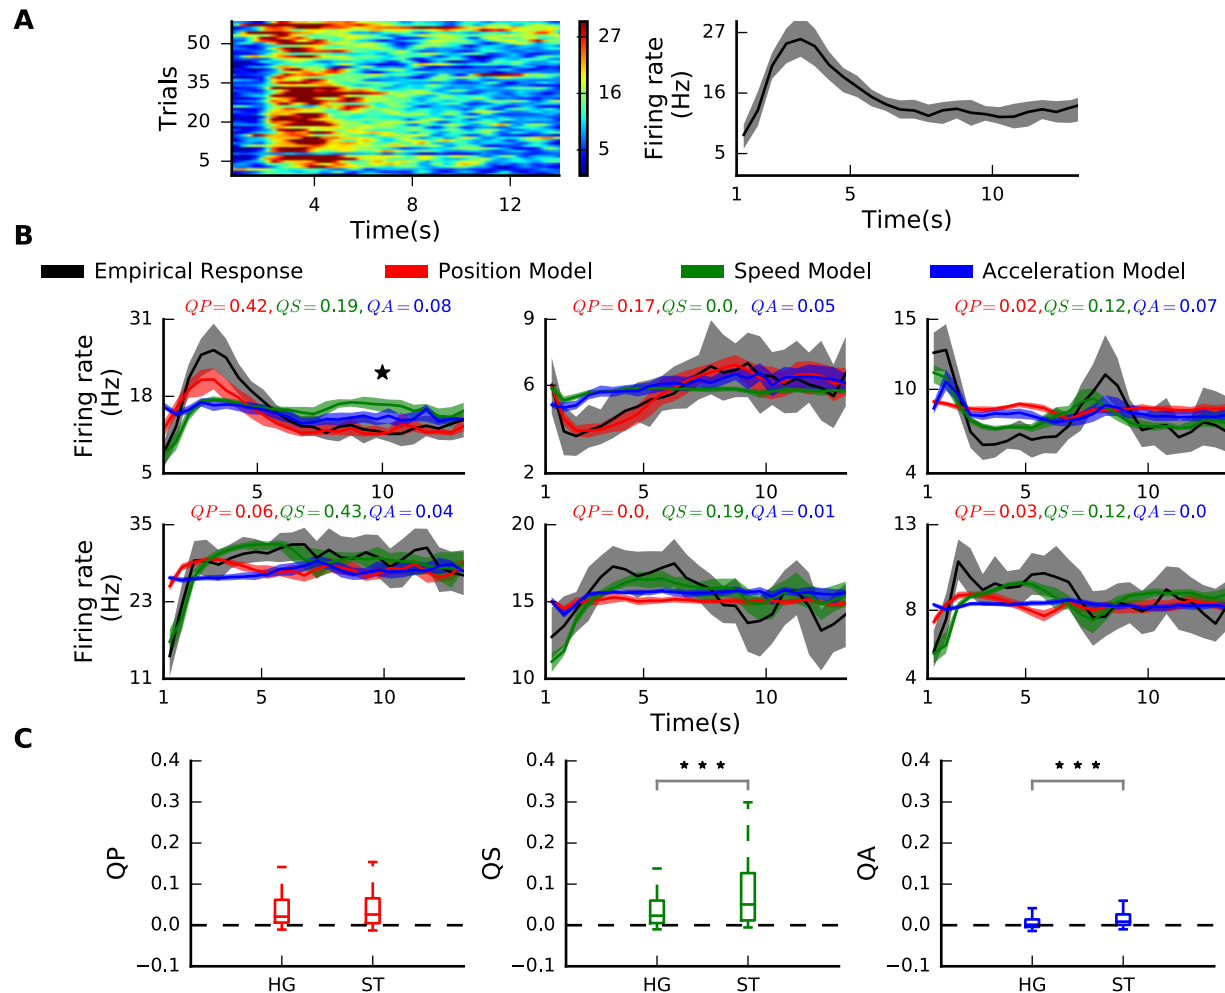 A
Trials
50
35
20
5
4
8
12
Time(s)
27
16
5
Firing rate
(Hz)
27
16
5
1
5
10
Time(s)
B
Empirical Response
Position Model
Speed Model
Acceleration Model
QP=0.42, QS=0.19, QA=0.08
Firing rate
(Hz)
31
18
5
5
10
QP=0.17, QS=0.0, QA=0.05
9
6
2
1
5
10
QP=0.02, QS=0.12, QA=0.07
15
10
4
1
5
10
QP=0.06, QS=0.43, QA=0.04
Firing rate
(Hz)
35
23
11
1
5
10
QP=0.0, QS=0.19, QA=0.01
20
15
10
1
5
10
QP=0.03, QS=0.12, QA=0.0
13
8
4
1
5
10
Time(s)
C
QP
0.4
0.3
0.2
0.1
0.0
−0.1
HG
ST
QS
0.4
0.3
0.2
0.1
0.0
−0.1
HG
ST
QA
0.4
0.3
0.2
0.1
0.0
−0.1
HG
ST